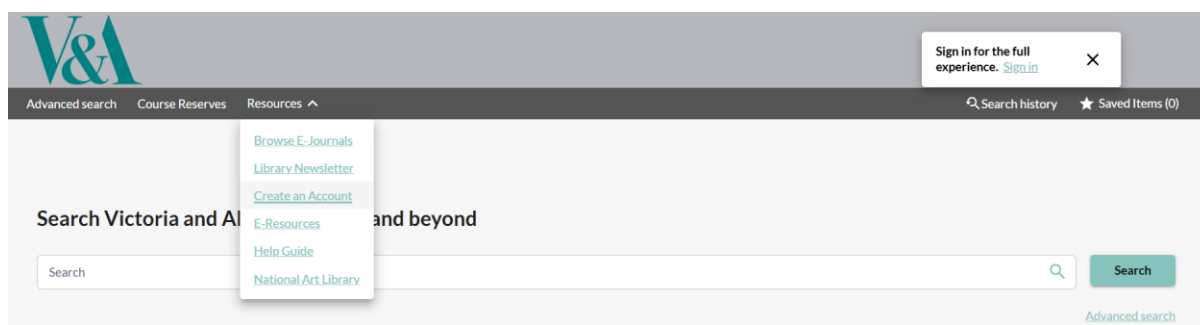 V&A
Sign in for the full
experience. Sign in
Advanced search Course Reserves Resources
Search history Saved Items (0)
Browse E-Journals
Library Newsletter
Create an Account
E-Resources
Help Guide
National Art Library
Search Victoria and and beyond
Search
Search
Advanced search